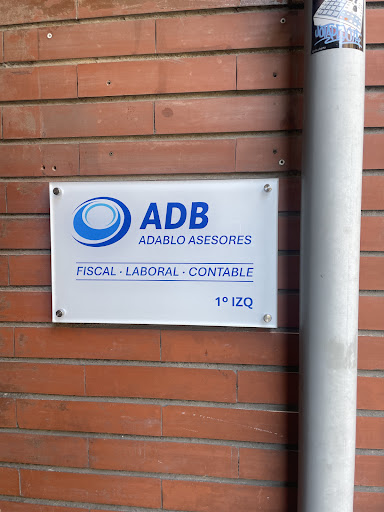 ADB
ADABLO ASESORES
FISCAL · LABORAL · CONTABLE
1º IZQ